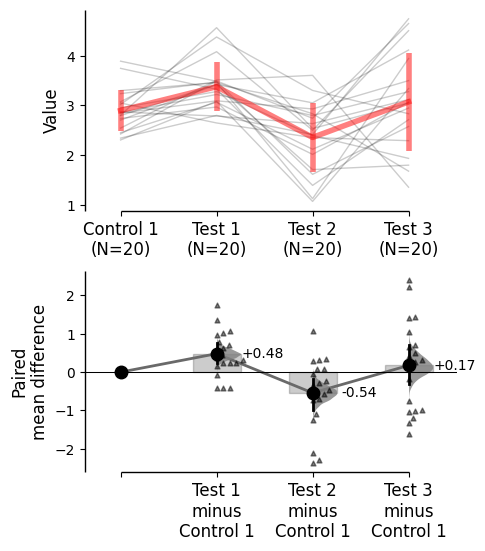 4
3
2
1
Value
Control 1 Test 1 Test 2 Test 3
(N=20) (N=20) (N=20) (N=20)
2
1
0
−1
−2
Paired
mean difference
+0.48
-0.54
+0.17
Test 1 Test 2 Test 3
minus minus minus
Control 1 Control 1 Control 1